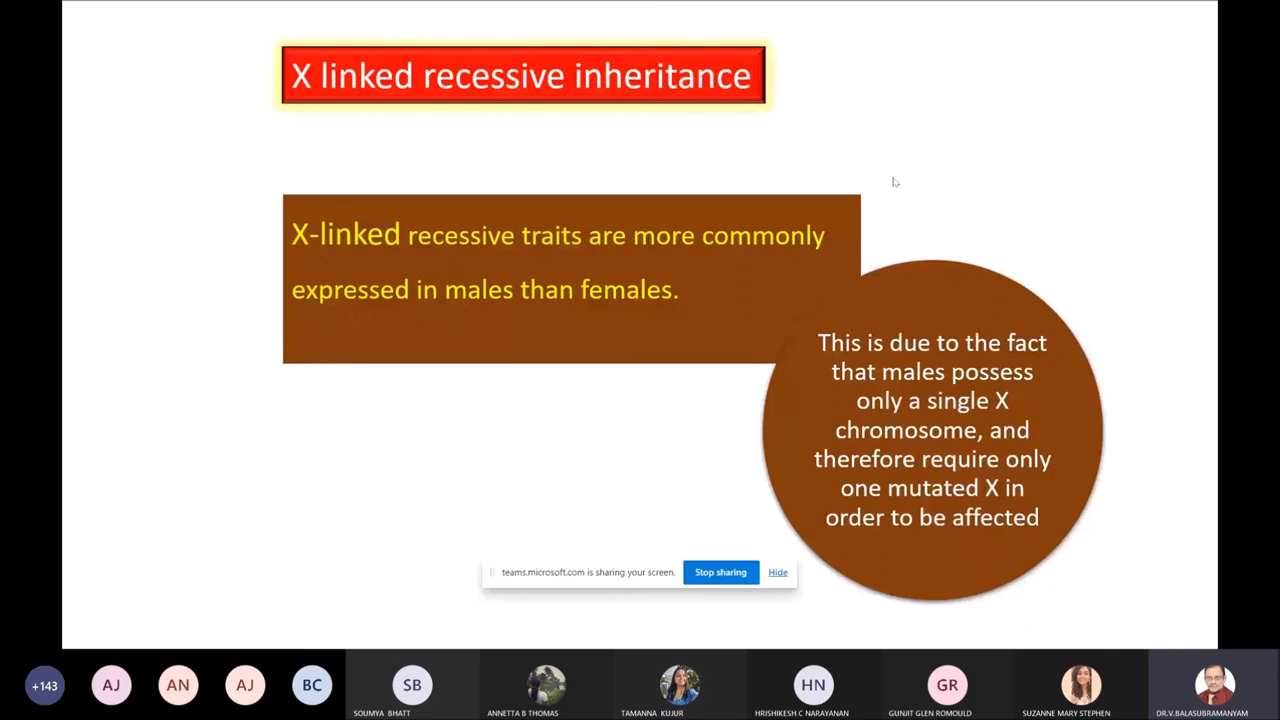 X linked recessive inheritance
X-linked recessive traits are more commonly
expressed in males than females.
This is due to the fact
that males possess
only a single X
chromosome, and
therefore require only
one mutated X in
order to be affected
teams.microsoft.com is sharing your screen. Stop sharing Hide
+143 AJ AN AJ BC SB HN GR
SOUMYA BHATT ANNETTA B THOMAS TAMANNA KUJUR HRISHIKESH C NARAYANAN GUNJIT GLEN ROMOULD SUZANNE MARY STEPHEN DR.V.BALASUBRAMANYAM